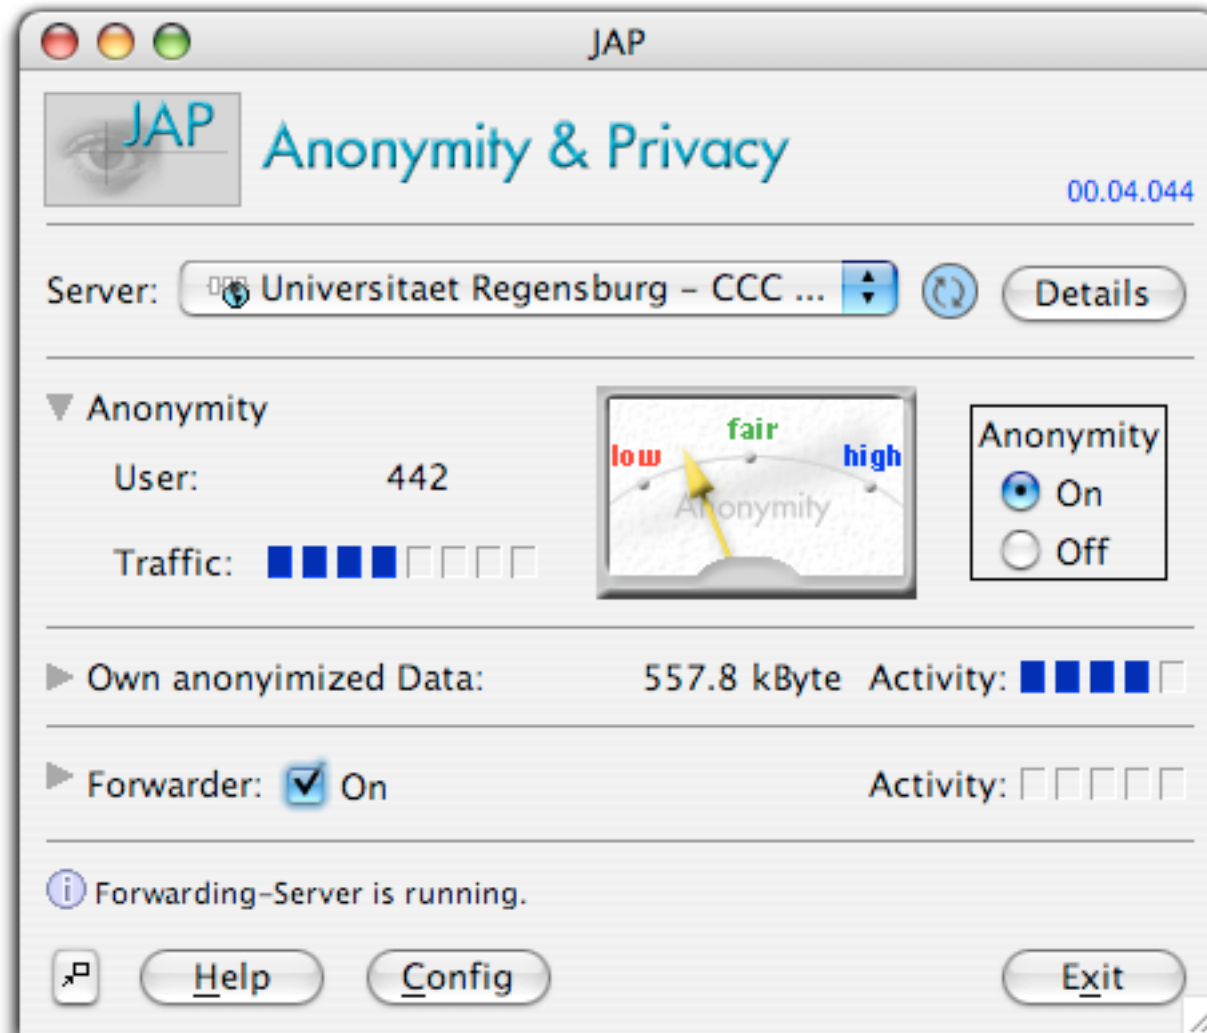 JAP
JAP
Anonymity & Privacy
00.04.044
Server: Universitaet Regensburg – CCC ... Details
Anonymity
User: 442
Traffic:
low fair high
Anonymity
Anonymity
On
Off
Own anonyimized Data: 557.8 kByte Activity:
Forwarder: On Activity:
Forwarding-Server is running.
Help Config Exit